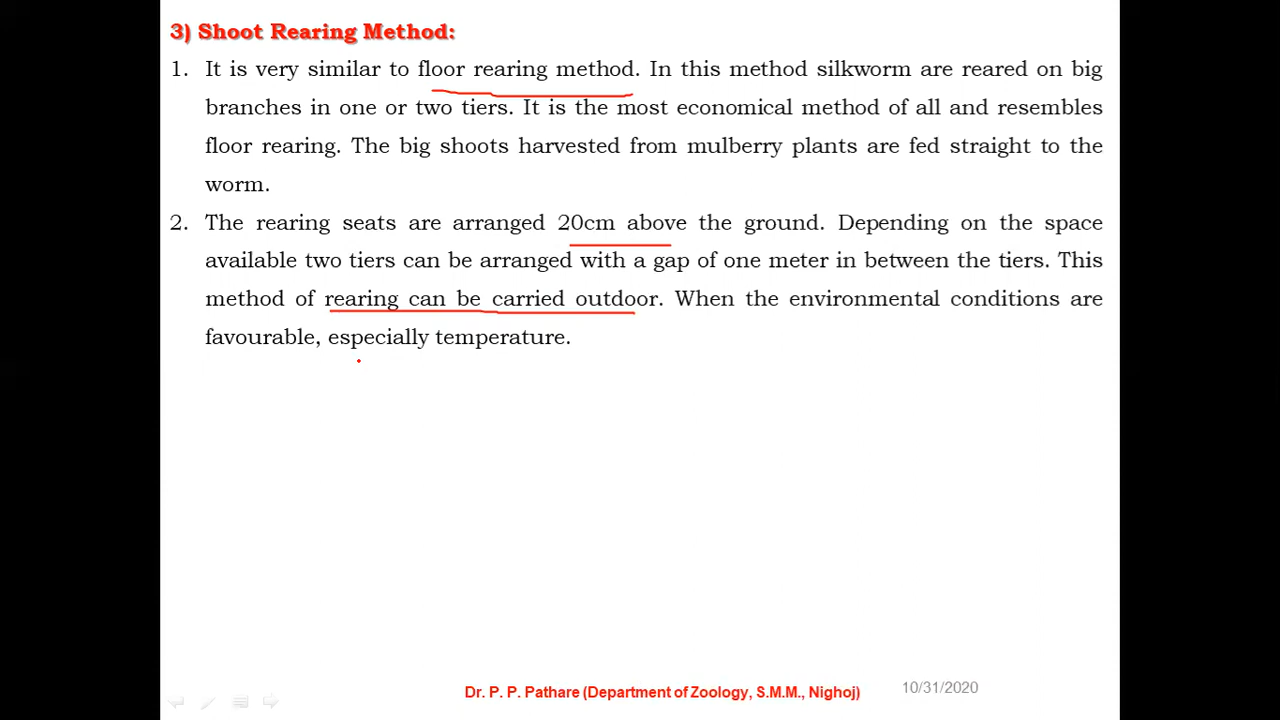 3) Shoot Rearing Method:
1. It is very similar to floor rearing method. In this method silkworm are reared on big
branches in one or two tiers. It is the most economical method of all and resembles
floor rearing. The big shoots harvested from mulberry plants are fed straight to the
worm.
2. The rearing seats are arranged 20cm above the ground. Depending on the space
available two tiers can be arranged with a gap of one meter in between the tiers. This
method of rearing can be carried outdoor. When the environmental conditions are
favourable, especially temperature.
Dr. P. P. Pathare (Department of Zoology, S.M.M., Nighoj) 10/31/2020